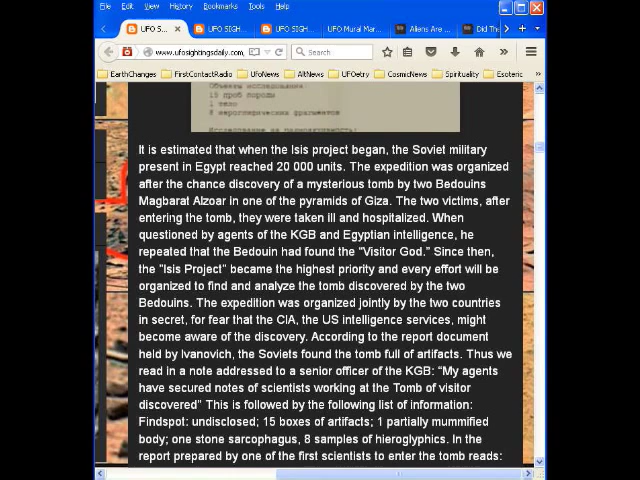 File Edit View History Bookmarks Tools Help
UFO S... UFO SIGH UFO SIGH UFO Mural Mar... Aliens Are Did Th
www.ufosightingsdaily.com, Search
EarthChanges FirstContactRadio UfoNews AltNews UFOetry CosmicNews Spirituality Esoteric
Объекты исследования:
15 проб породы
1 тело
8 иероглифических фрагментов
It is estimated that when the Isis project began, the Soviet military
present in Egypt reached 20 000 units. The expedition was organized
after the chance discovery of a mysterious tomb by two Bedouins
Magbarat Alzoar in one of the pyramids of Giza. The two victims, after
entering the tomb, they were taken ill and hospitalized. When
questioned by agents of the KGB and Egyptian intelligence, he
repeated that the Bedouin had found the "Visitor God." Since then,
the "Isis Project" became the highest priority and every effort will be
organized to find and analyze the tomb discovered by the two
Bedouins. The expedition was organized jointly by the two countries
in secret, for fear that the CIA, the US intelligence services, might
become aware of the discovery. According to the report document
held by Ivanovich, the Soviets found the tomb full of artifacts. Thus we
read in a note addressed to a senior officer of the KGB: “My agents
have secured notes of scientists working at the Tomb of visitor
discovered” This is followed by the following list of information:
Findspot: undisclosed; 15 boxes of artifacts; 1 partially mummified
body; one stone sarcophagus, 8 samples of hieroglyphics. In the
report prepared by one of the first scientists to enter the tomb reads: